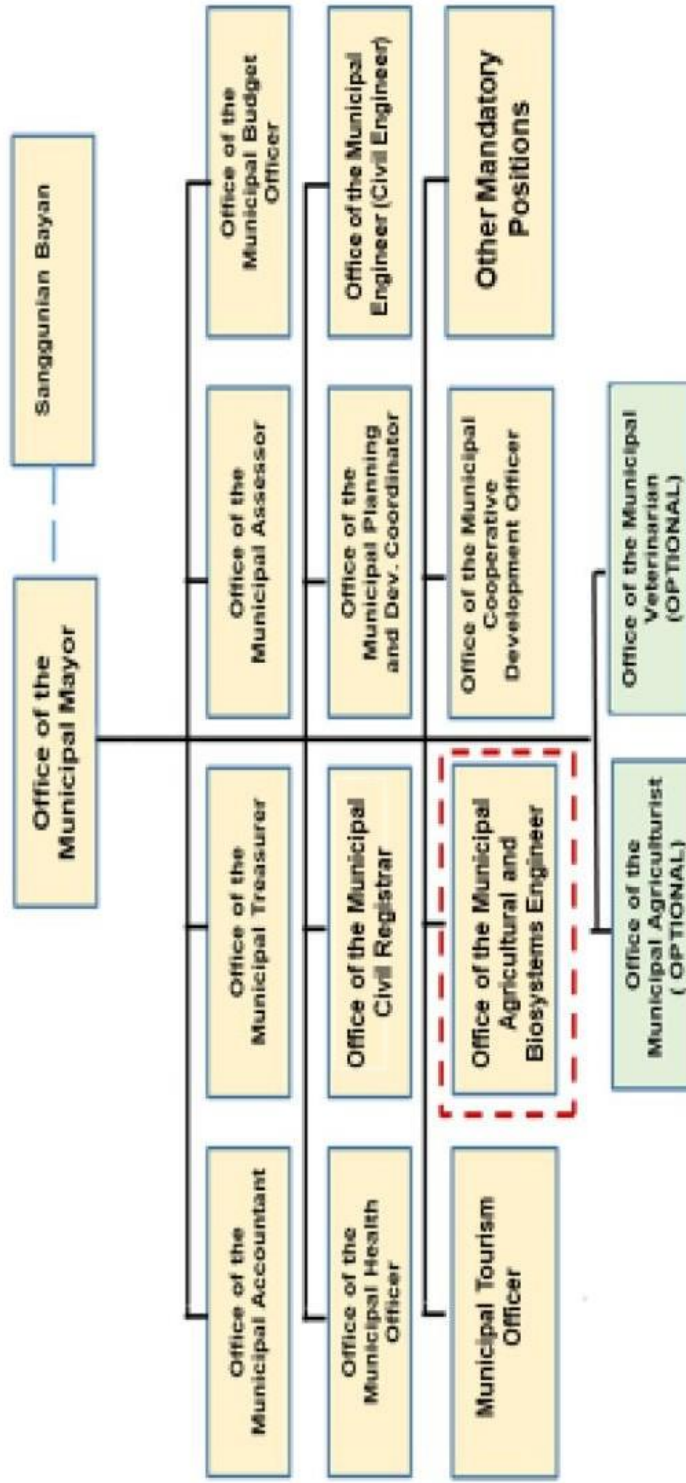 Office of the
Municipal Mayor
Sanggunian Bayan
Office of the
Municipal Accountant
Office of the
Municipal Treasurer
Office of the
Municipal Assessor
Office of the
Municipal Budget
Officer
Office of the
Municipal Health
Officer
Office of the Municipal
Civil Registrar
Office of the
Municipal Planning
and Dev. Coordinator
Office of the Municipal
Engineer (Civil Engineer)
Municipal Tourism
Officer
Office of the Municipal
Agricultural and
Biosystems Engineer
Office of the Municipal
Cooperative
Development Officer
Other Mandatory
Positions
Office of the
Municipal Agriculturist
( OPTIONAL)
Office of the Municipal
Veterinarian
(OPTIONAL)